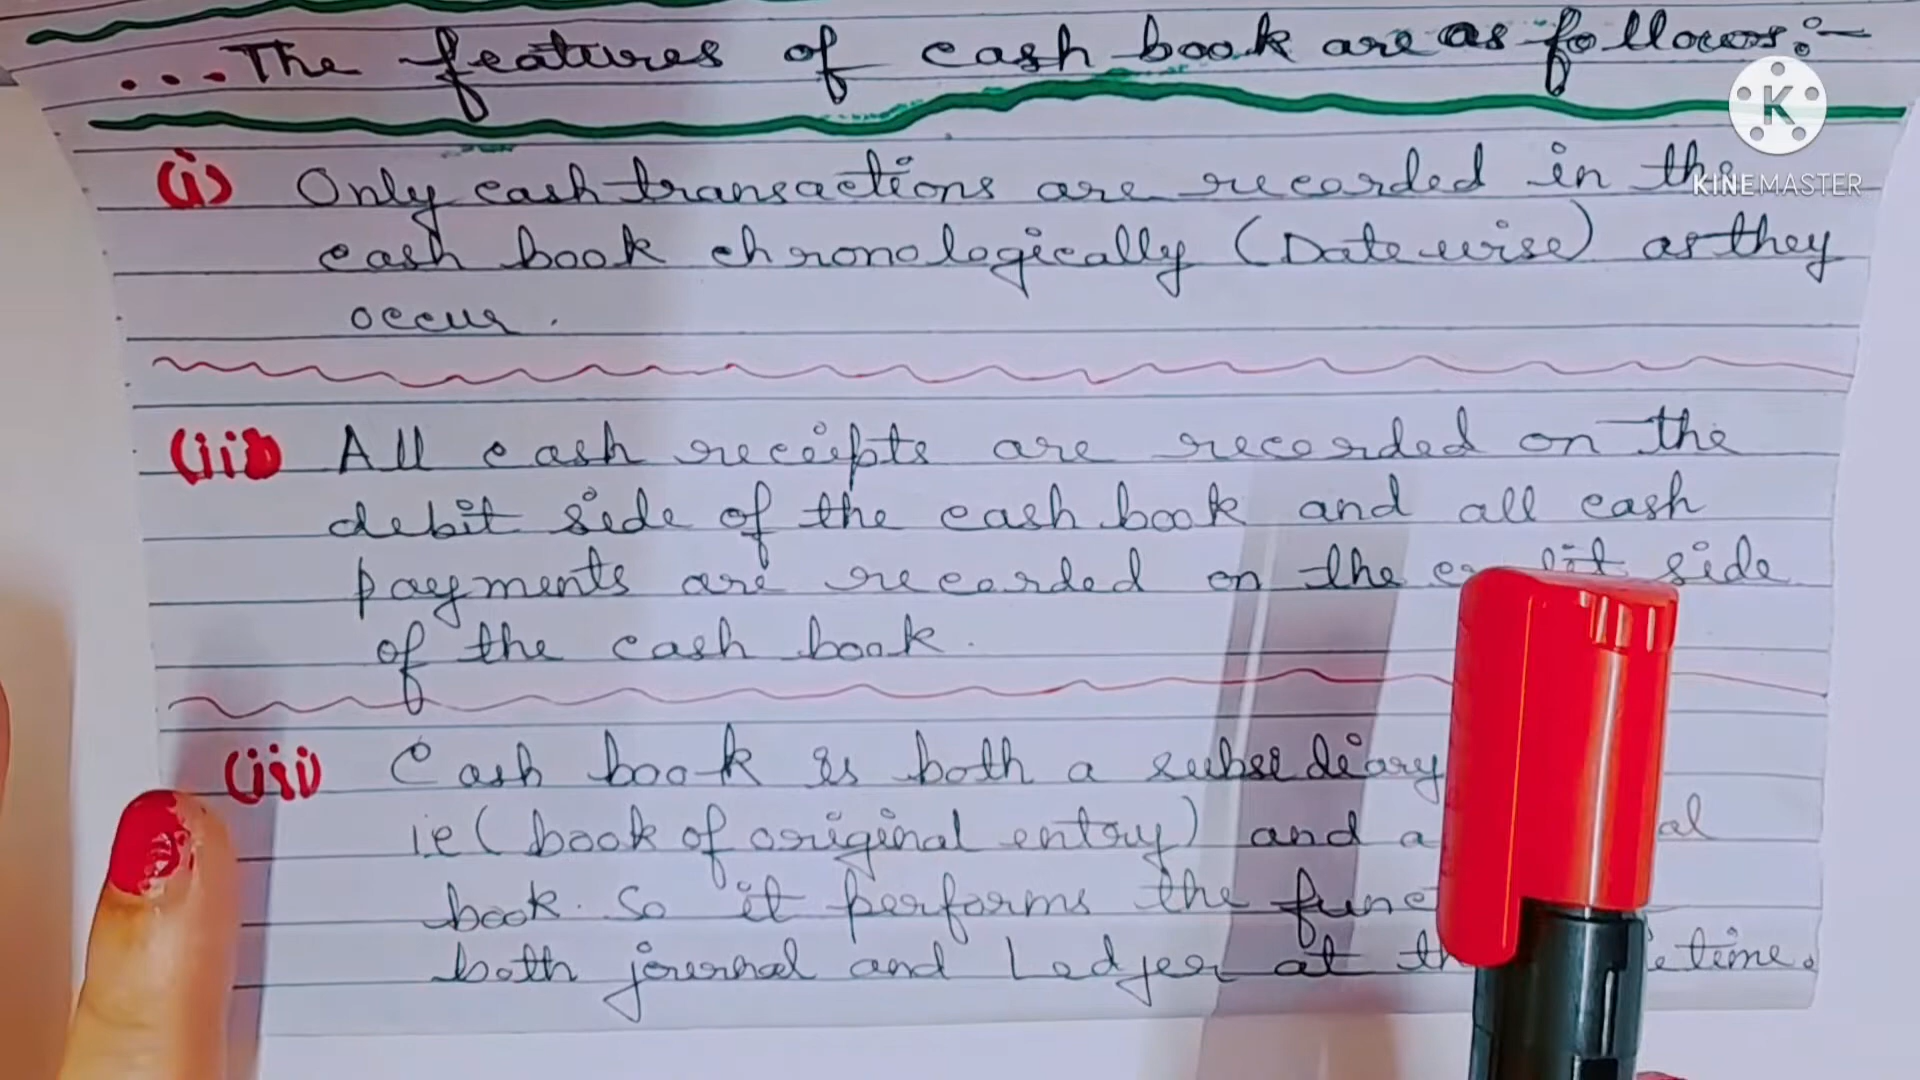 ...The features of cash book are as follows:-
KINEMASTER
(i) Only cash transactions are recorded in the
cash book chronologically (Date wise) as they
occur.
(ii) All cash receipts are recorded on the
debit side of the cash book and all cash
payments are recorded on the side
of the cash book.
(iii) Cash book is both a subsidiary
i.e (book of original entry) and a
book. So it performs the
both journal and Ledger at time.